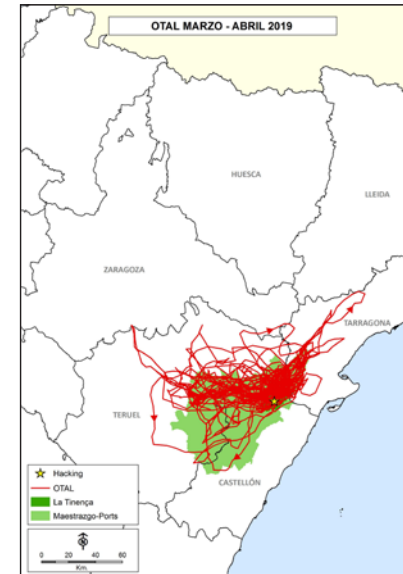 OTAL MARZO - ABRIL 2019
HUESCA
LLEIDA
ZARAGOZA
TARRAGONA
TERUEL
CASTELLÓN
Hacking
OTAL
La Tinença
Maestrazgo-Ports
N
0 20 40 60
Km.